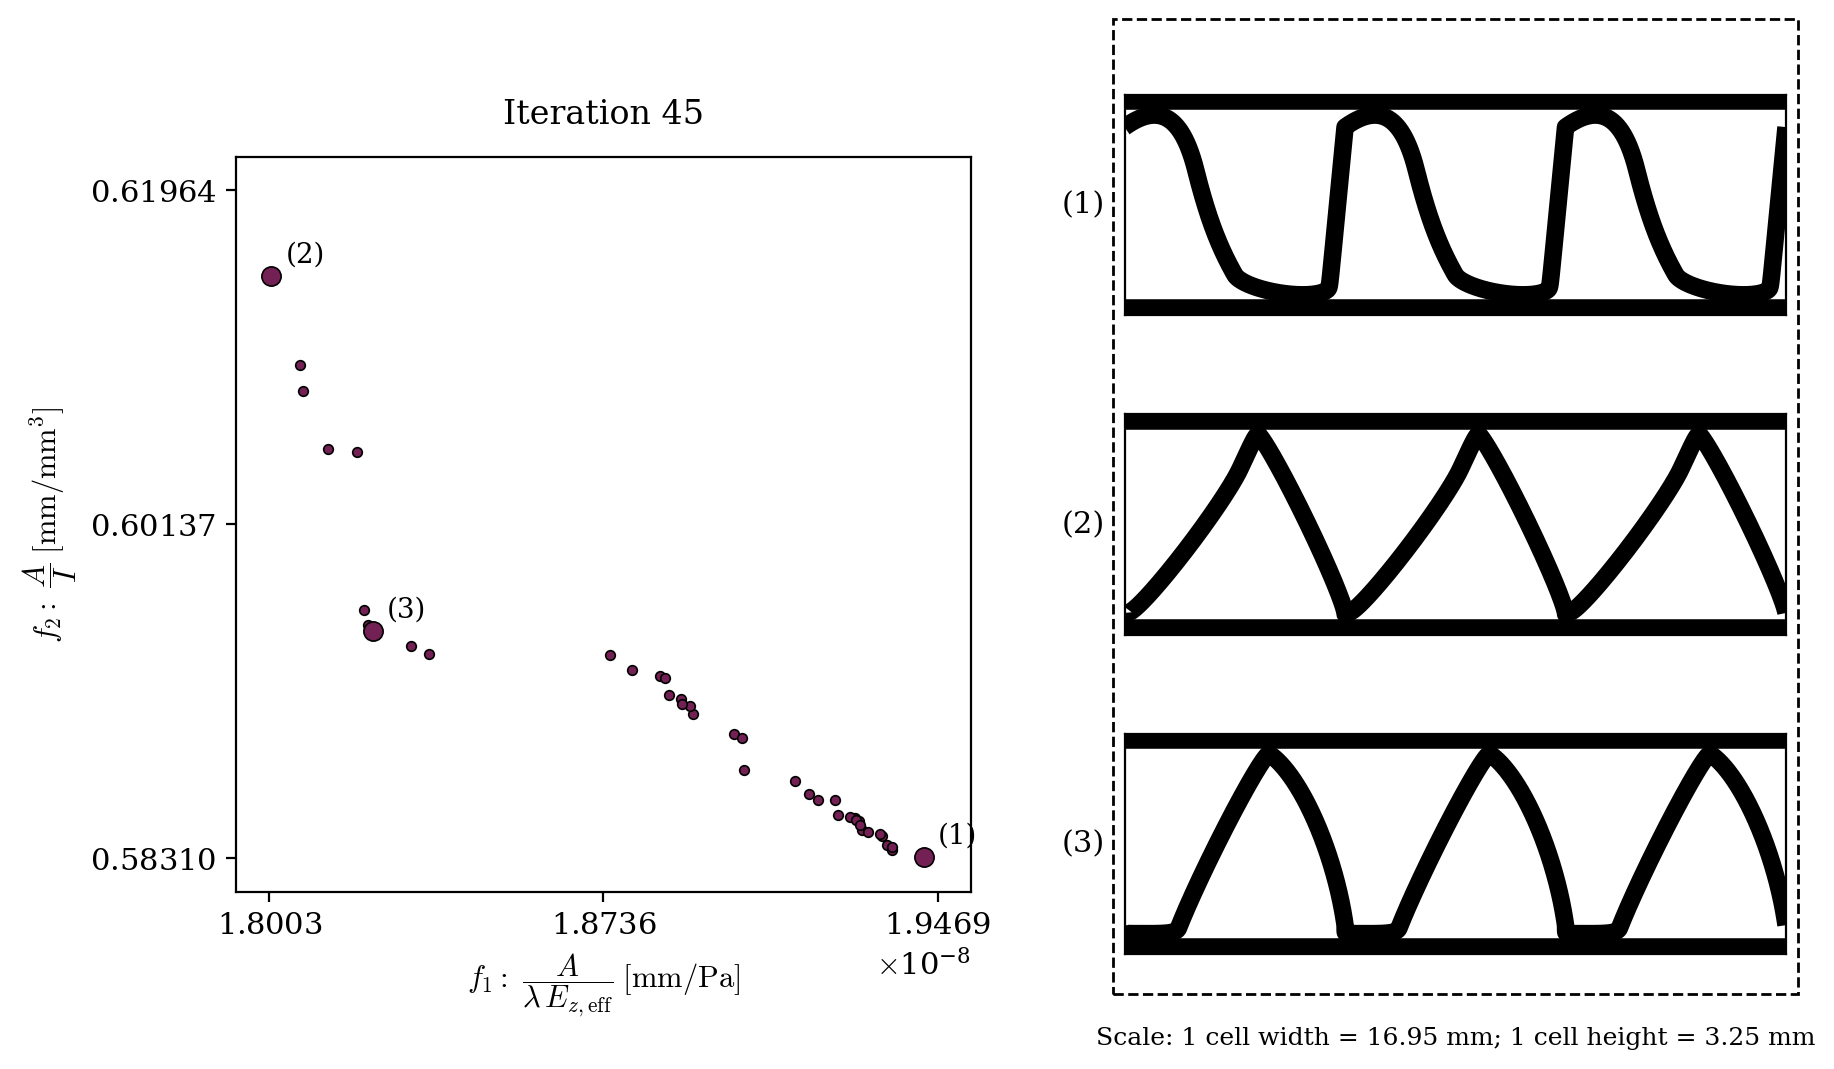 Iteration 45
0.61964
0.60137
0.58310
f₂ : A/I [mm/mm³]
(2)
(3)
(1)
1.8003 1.8736 1.9469
×10⁻⁸
f₁ : A/(λ E_z,eff) [mm/Pa]
(1)
(2)
(3)
Scale: 1 cell width = 16.95 mm; 1 cell height = 3.25 mm